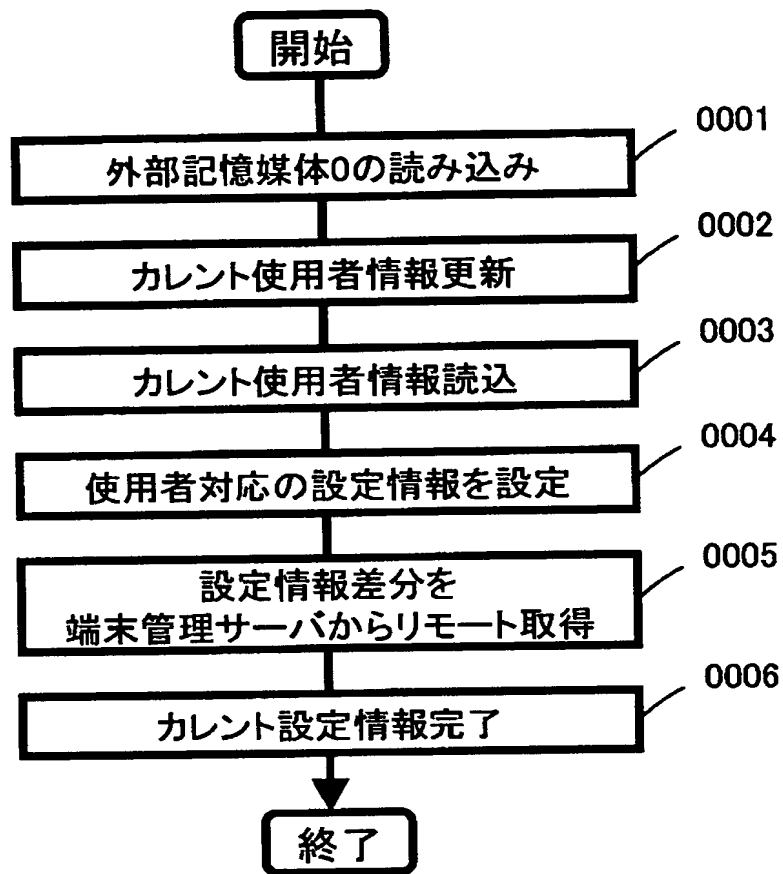 開始
0001
外部記憶媒体0の読み込み
0002
カレント使用者情報更新
0003
カレント使用者情報読込
0004
使用者対応の設定情報を設定
0005
設定情報差分を
端末管理サーバからリモート取得
0006
カレント設定情報完了
終了